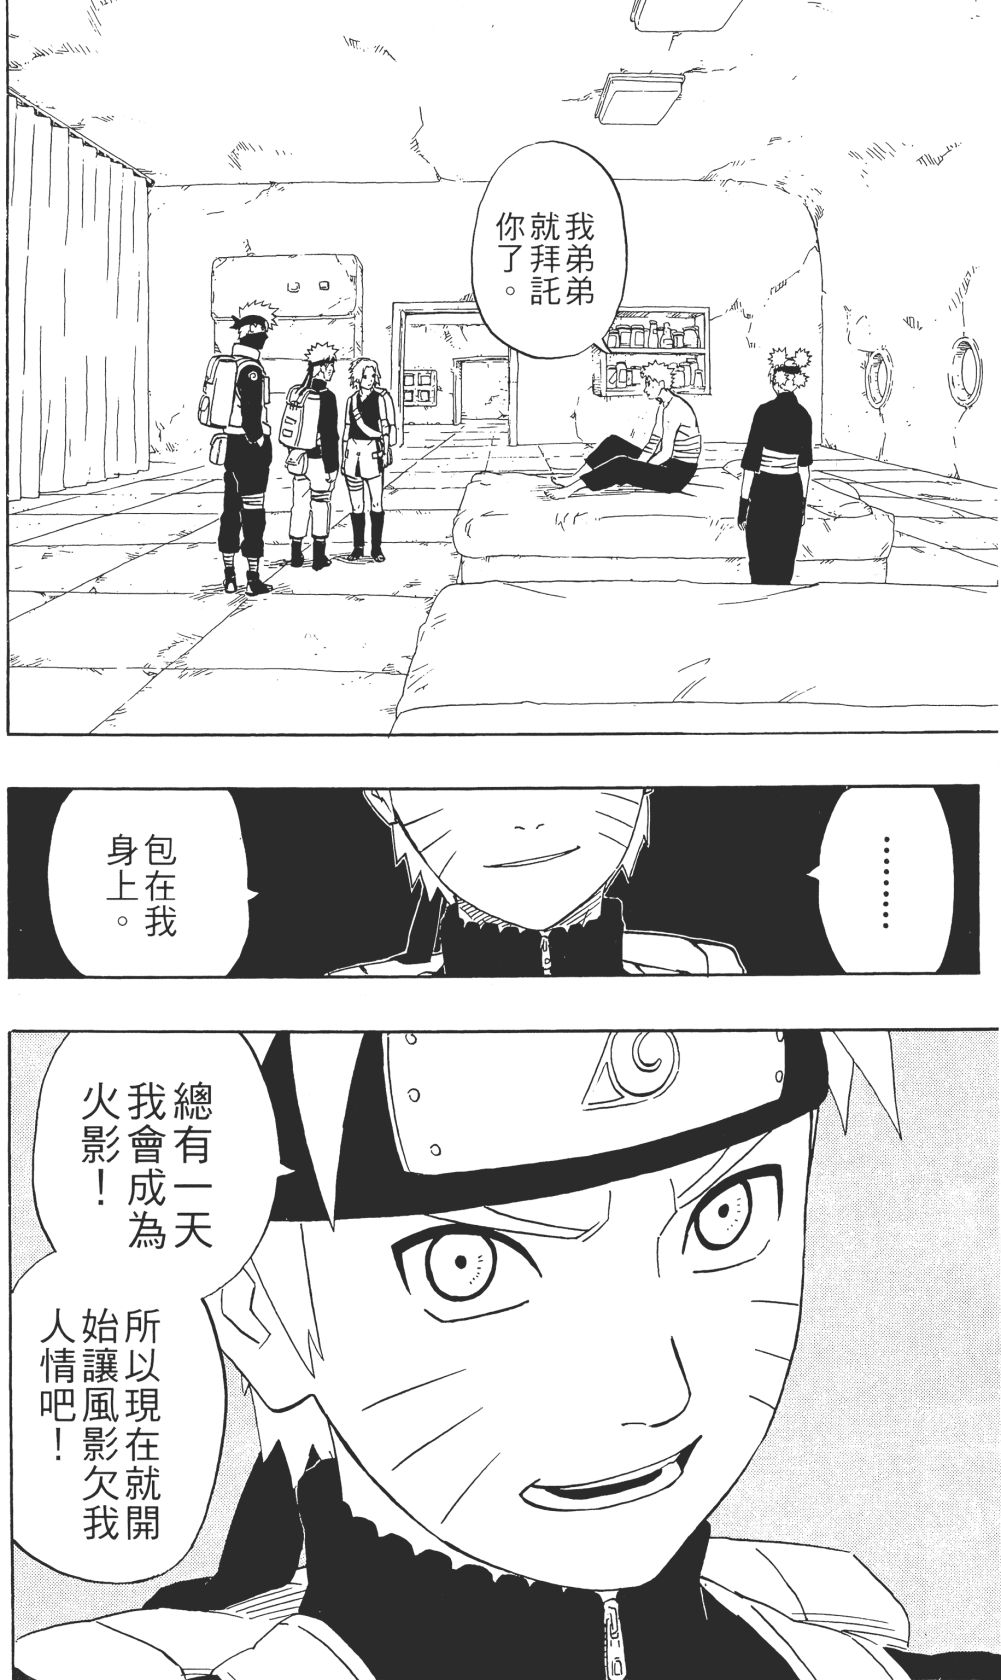 我弟弟
就拜託
你了。
………
包在我
身上。
總有一天
我會成為
火影！
所以現在就開
始讓風影欠我
人情吧！